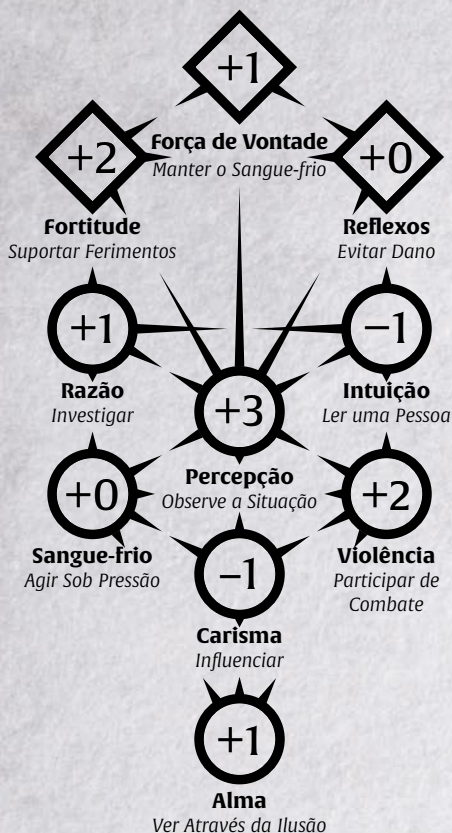 +1
Força de Vontade
Manter o Sangue-frio
+2
Fortitude
Suportar Ferimentos
+0
Reflexos
Evitar Dano
+1
Razão
Investigar
−1
Intuição
Ler uma Pessoa
+3
Percepção
Observe a Situação
+0
Sangue-frio
Agir Sob Pressão
+2
Violência
Participar de
Combate
−1
Carisma
Influenciar
+1
Alma
Ver Através da Ilusão